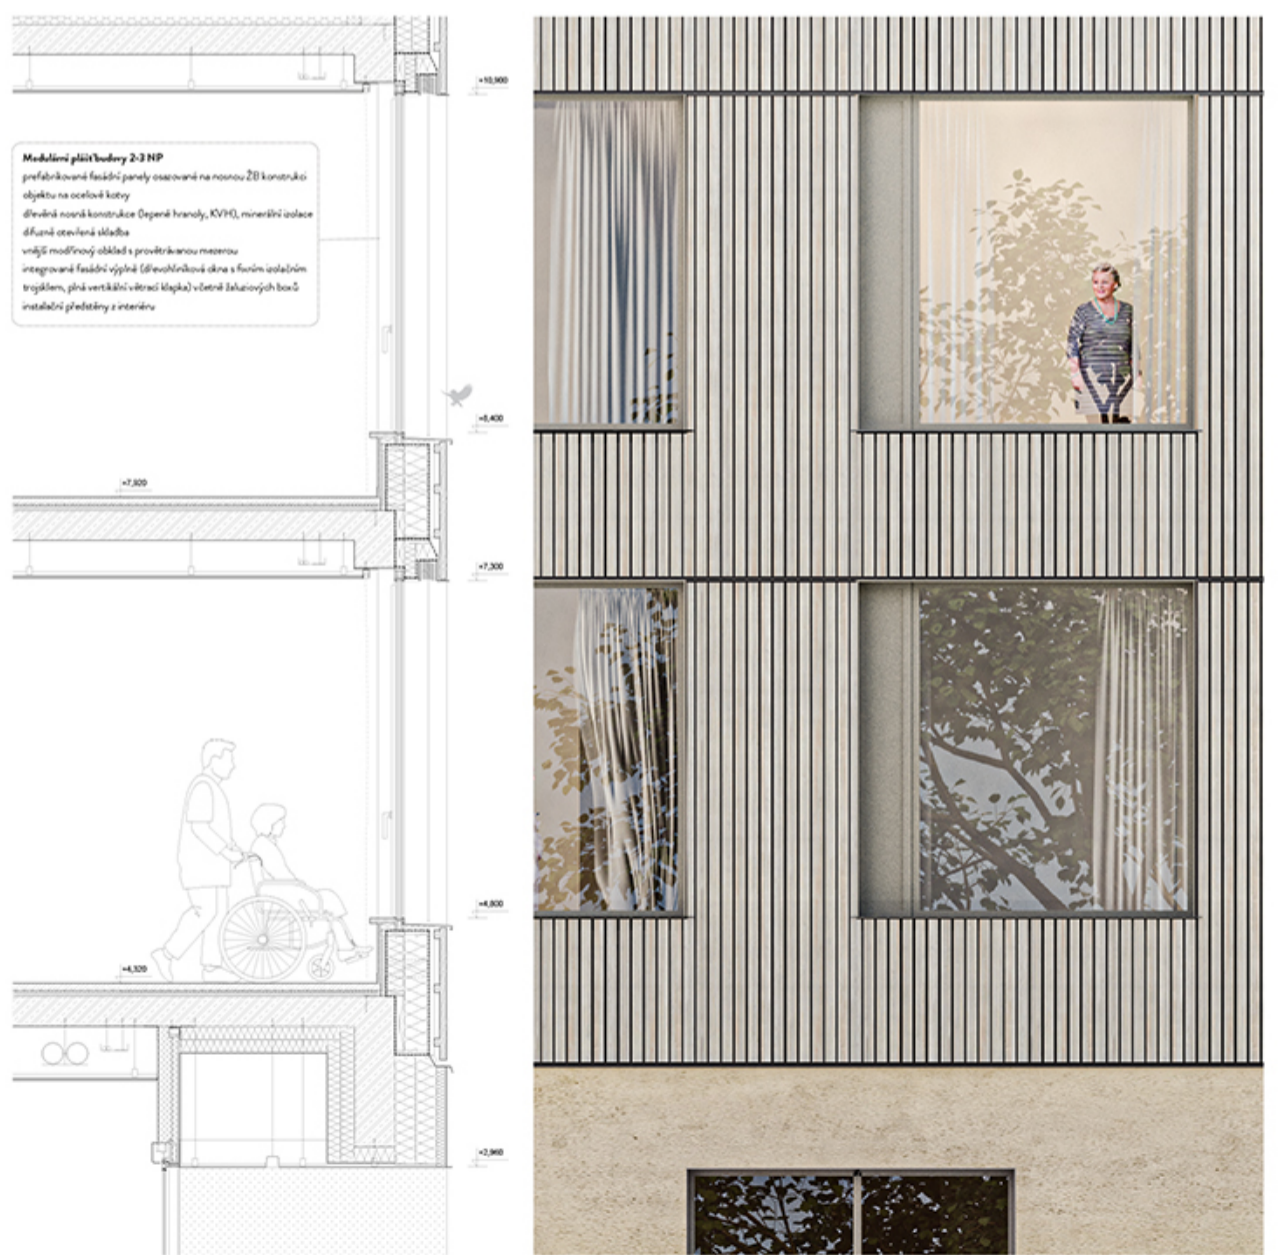 +10,900
Modulární plášť budovy 2-3 NP
prefabrikované fasádní panely osazované na nosnou ŽB konstrukci
objektu na ocelové kotvy
dřevěná nosná konstrukce (lepené hranoly, KVH), minerální izolace
difuzně otevřená skladba
vnější modřínový obklad s provětrávanou mezerou
integrované fasádní výplně (dřevohliníková okna s fixním izolačním
trojsklem, plná vertikální větrací klapka) včetně žaluziových boxů
instalační předstěny z interiéru
+8,400
+7,920
+7,300
+4,800
+4,320
+2,960